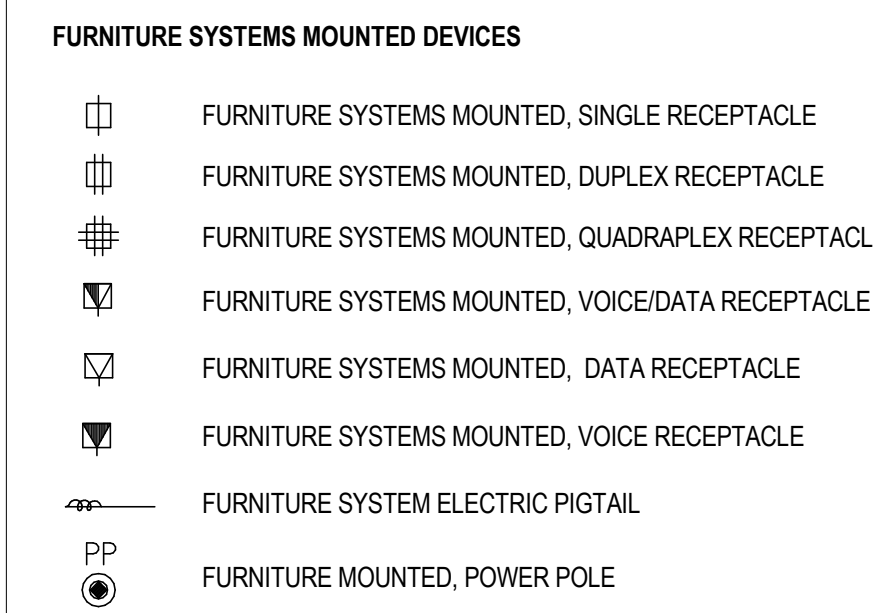 FURNITURE SYSTEMS MOUNTED DEVICES
FURNITURE SYSTEMS MOUNTED, SINGLE RECEPTACLE
FURNITURE SYSTEMS MOUNTED, DUPLEX RECEPTACLE
FURNITURE SYSTEMS MOUNTED, QUADRAPLEX RECEPTACL
FURNITURE SYSTEMS MOUNTED, VOICE/DATA RECEPTACLE
FURNITURE SYSTEMS MOUNTED, DATA RECEPTACLE
FURNITURE SYSTEMS MOUNTED, VOICE RECEPTACLE
FURNITURE SYSTEM ELECTRIC PIGTAIL
PP
FURNITURE MOUNTED, POWER POLE